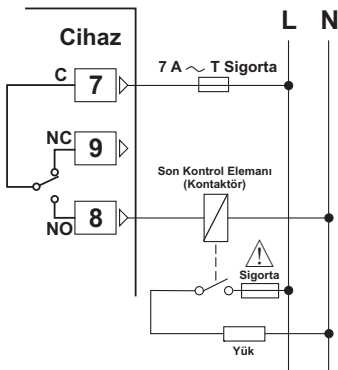 L N
Cihaz
7 A ~ T Sigorta
C 7
NC 9
Son Kontrol Elemanı
(Kontaktör)
NO 8
Sigorta
Yük